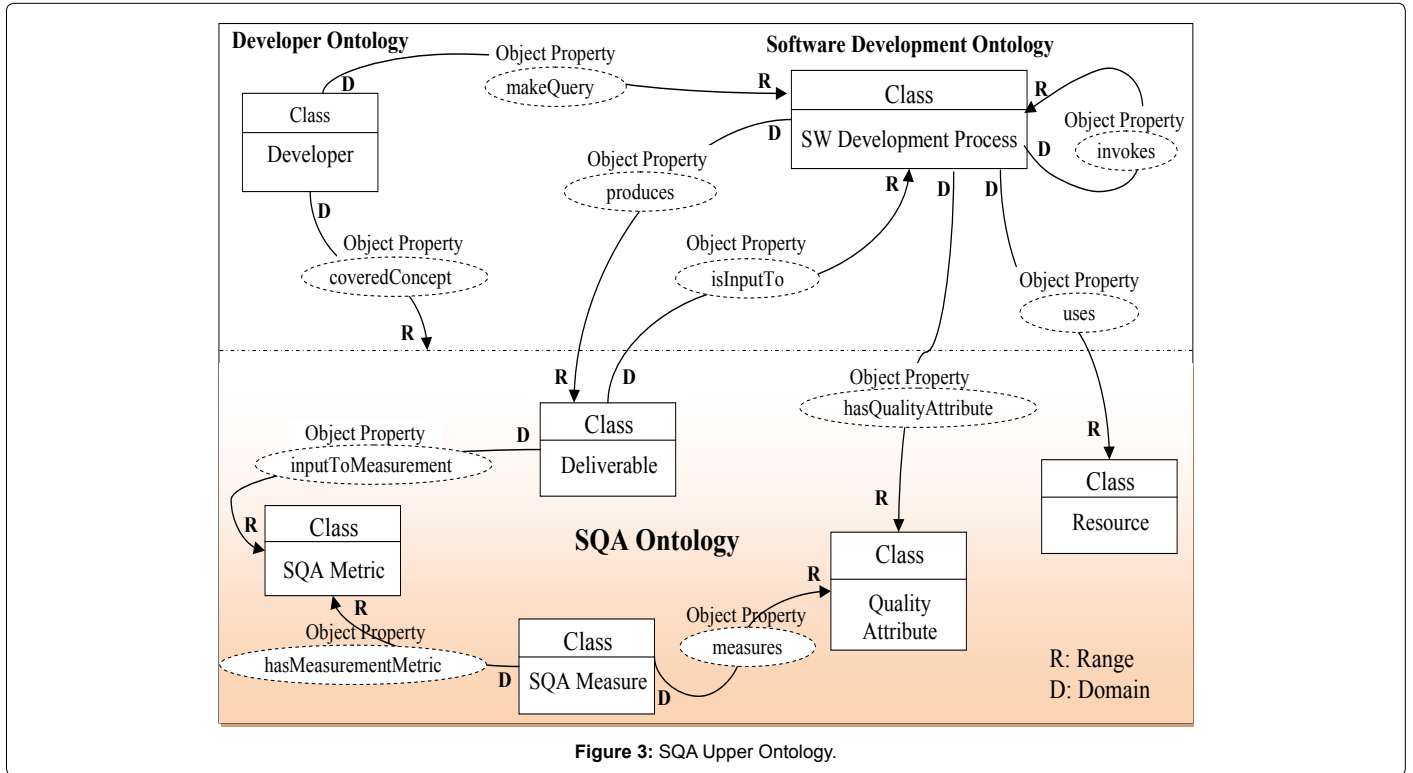 Developer Ontology
Software Development Ontology
Object Property
makeQuery
D
R
Class
Developer
Class
SW Development Process
R
Object Property
invokes
D
D
Object Property
produces
D
R
D
D
Object Property
coveredConcept
R
Object Property
isInputTo
Object Property
uses
R
D
Object Property
hasQualityAttribute
R
Class
Deliverable
D
Object Property
inputToMeasurement
R
Class
SQA Metric
R
SQA Ontology
R
Class
Quality
Attribute
R
Class
Resource
Object Property
hasMeasurementMetric
D
Class
SQA Measure
D
Object Property
measures
R
R: Range
D: Domain
Figure 3: SQA Upper Ontology.